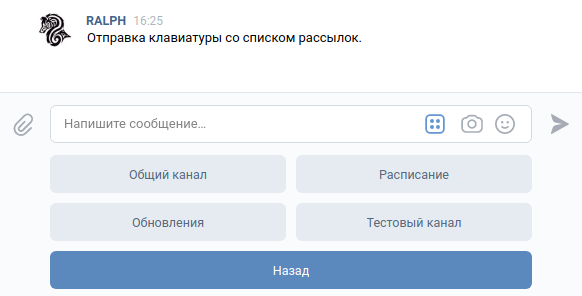 RALPH 16:25
Отправка клавиатуры со списком рассылок.
Напишите сообщение...
Общий канал Расписание
Обновления Тестовый канал
Назад